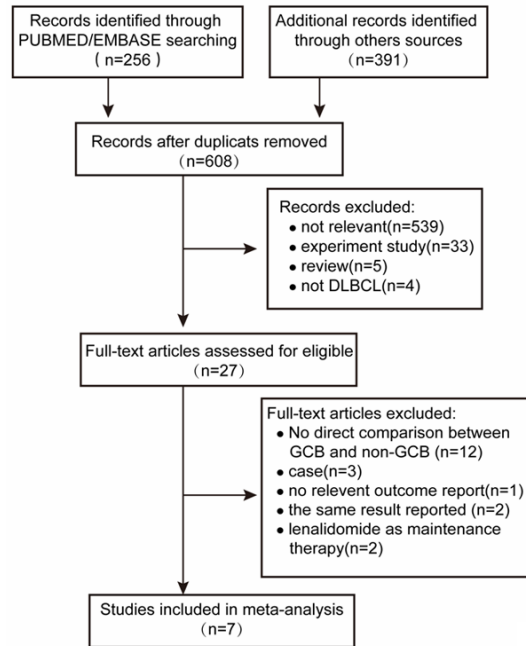 Records identified through
PUBMED/EMBASE searching
( n=256 )
Additional records identified
through others sources
(n=391)
Records after duplicats removed
(n=608)
Records excluded:
• not relevant(n=539)
• experiment study(n=33)
• review(n=5)
• not DLBCL(n=4)
Full-text articles assessed for eligible
(n=27)
Full-text articles excluded:
• No direct comparison between
GCB and non-GCB (n=12)
• case(n=3)
• no relevent outcome report(n=1)
• the same result reported (n=2)
• lenalidomide as maintenance
therapy(n=2)
Studies included in meta-analysis
(n=7)